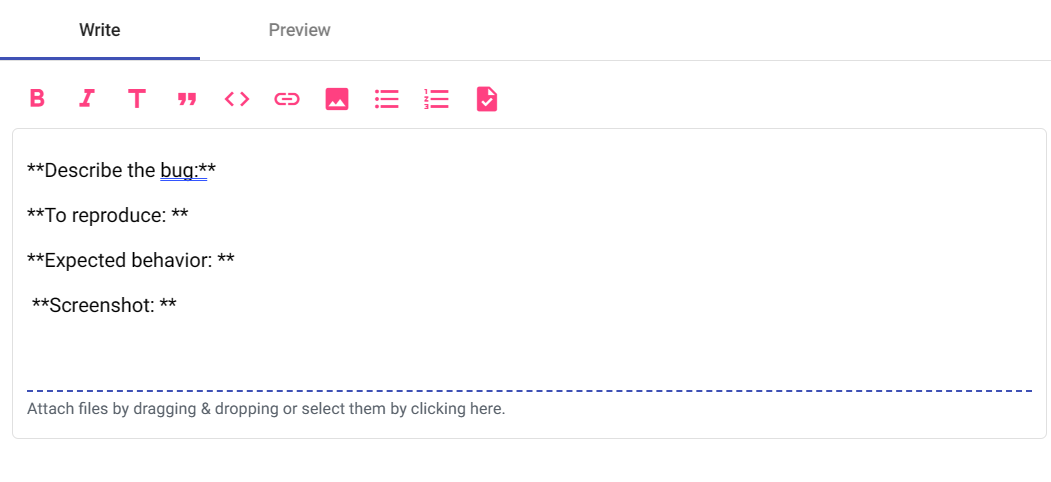 Write
Preview
**Describe the bug:**
**To reproduce: **
**Expected behavior: **
**Screenshot: **
Attach files by dragging & dropping or select them by clicking here.